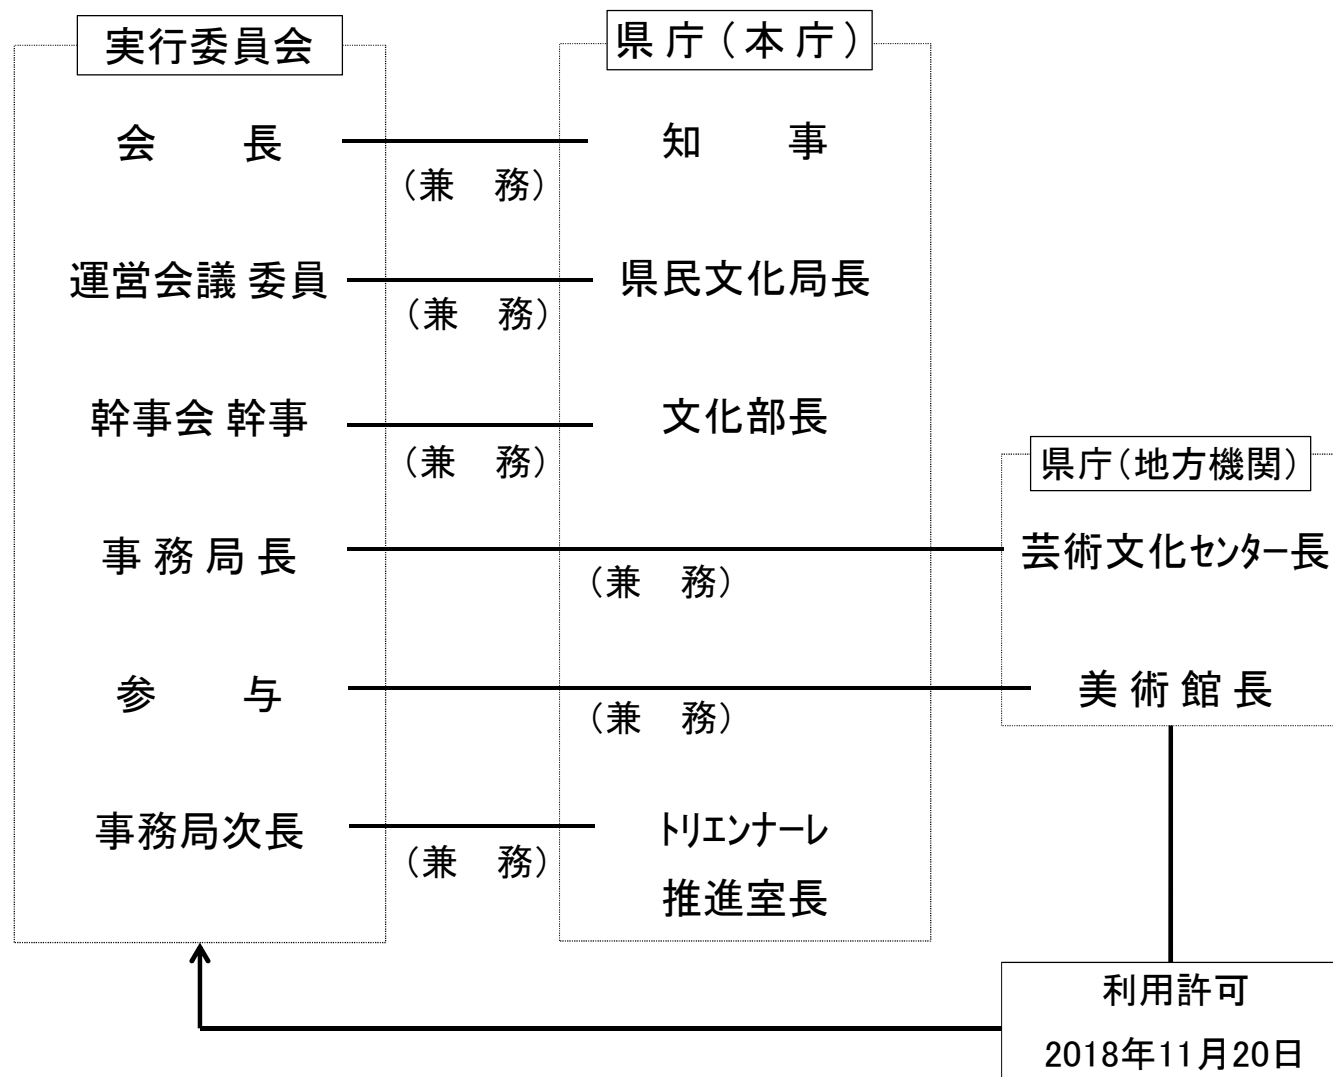 実行委員会
県庁(本庁)
会　長
知　事
(兼　務)
運営会議 委員
県民文化局長
(兼　務)
幹事会 幹事
文化部長
(兼　務)
県庁(地方機関)
事務局長
芸術文化センター長
(兼　務)
参　与
美術館長
(兼　務)
事務局次長
トリエンナーレ
推進室長
(兼　務)
利用許可
2018年11月20日